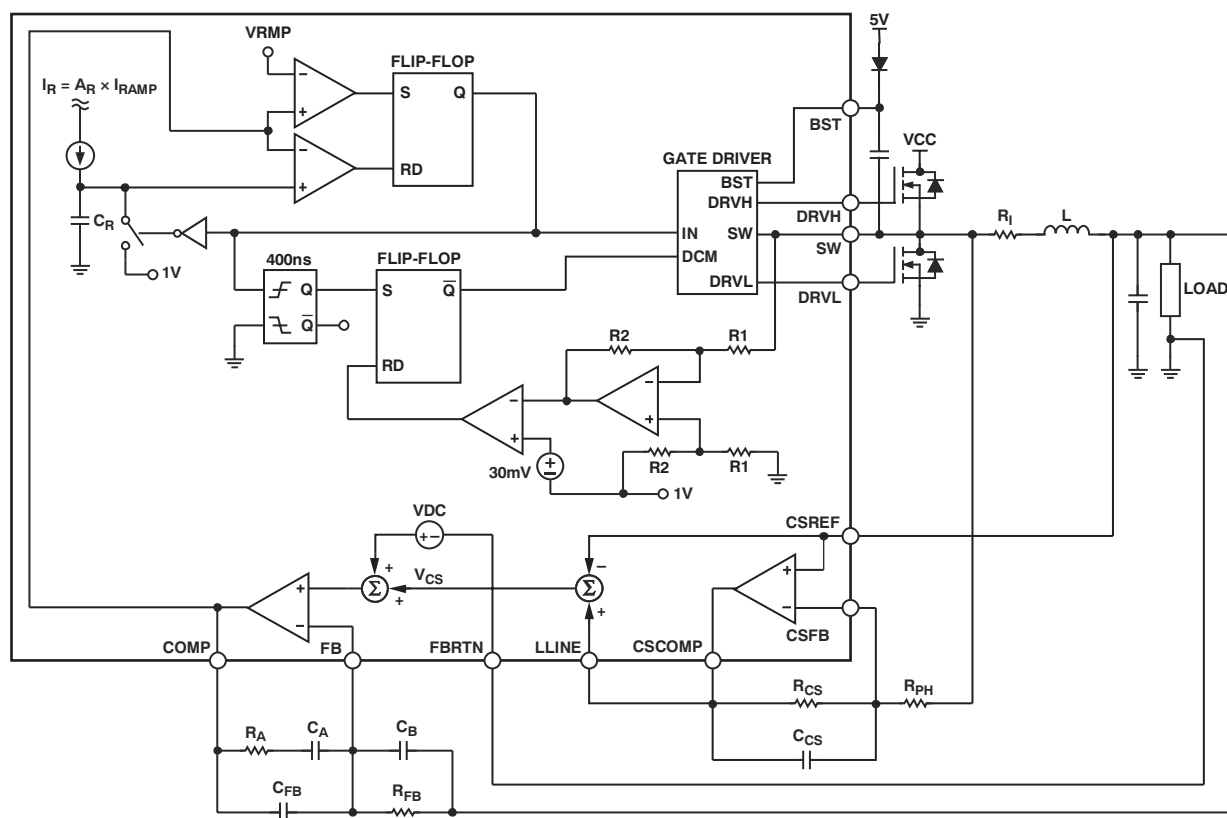 5V
VRMP
FLIP-FLOP
I_R = A_R × I_RAMP
S
Q
−
+
BST
VCC
−
RD
GATE DRIVER
+
BST
DRVH
DRVH
C_R
R_I
L
IN
SW
SW
1V
400ns
FLIP-FLOP
DCM
Q
S
Q̅
DRVL
DRVL
LOAD
Q̅
R2
R1
RD
−
−
+
+
R2
R1
30mV
+
−
1V
VDC
CSREF
+ −
+
−
V_CS
+
Σ
Σ
+
−
+
+
−
CSFB
COMP
FB
FBRTN
LLINE
CSCOMP
R_CS
R_PH
R_A
C_A
C_B
C_CS
C_FB
R_FB